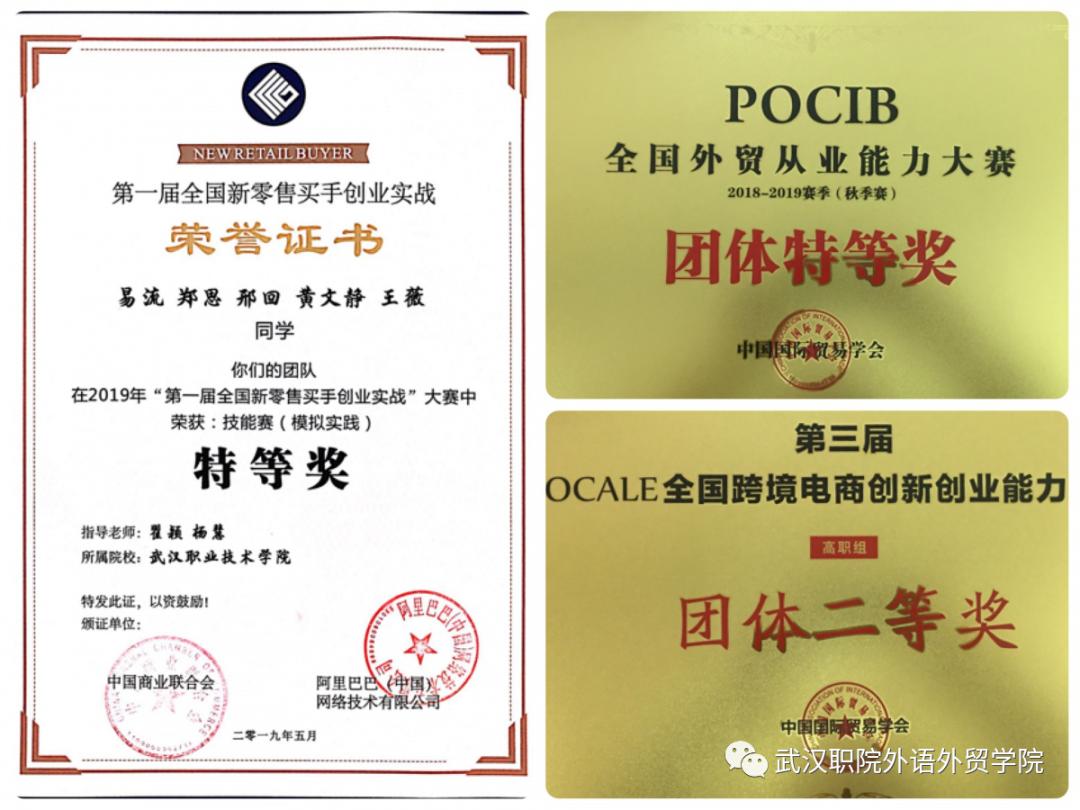 NEW RETAIL BUYER
第一届全国新零售买手创业实战
荣誉证书
易流 郑思 邢回 黄文静 王薇
同学
你们的团队
在2019年“第一届全国新零售买手创业实战”大赛中
荣获：技能赛（模拟实践）
特等奖
指导老师：瞿颖 杨慧
所属院校：武汉职业技术学院
特发此证，以资鼓励！
颁证单位：
中国商业联合会
阿里巴巴（中国）
网络技术有限公司
二零一九年五月
POCIB
全国外贸从业能力大赛
2018-2019赛季（秋季赛）
团体特等奖
中国国际贸易学会
第三届
OCALE全国跨境电商创新创业能力
高职组
团体二等奖
中国国际贸易学会
武汉职院外语外贸学院